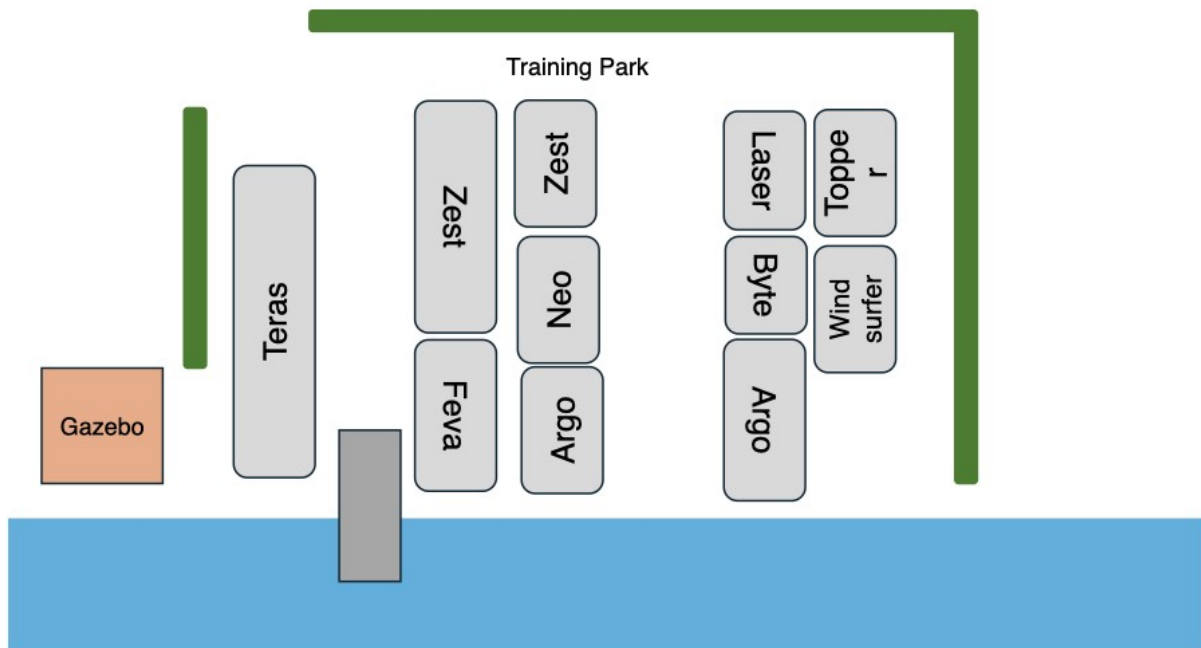 Training Park
Teras
Zest
Feva
Zest
Neo
Argo
Laser
Byte
Argo
Toppe
r
Wind
surfer
Gazebo